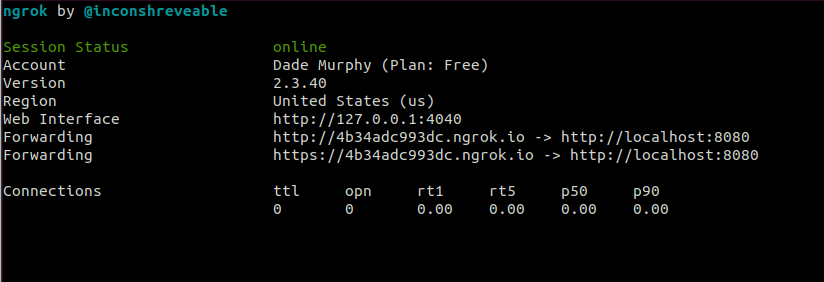 ngrok by @inconshreveable
Session Status online
Account Dade Murphy (Plan: Free)
Version 2.3.40
Region United States (us)
Web Interface http://127.0.0.1:4040
Forwarding http://4b34adc993dc.ngrok.io -> http://localhost:8080
Forwarding https://4b34adc993dc.ngrok.io -> http://localhost:8080
Connections ttl opn rt1 rt5 p50 p90
0 0 0.00 0.00 0.00 0.00